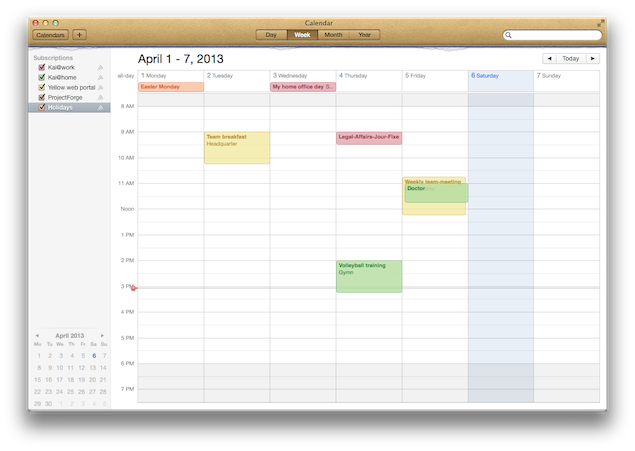 Calendar
Calendars
+
Day
Week
Month
Year
Subscriptions
Kai@work
Kai@home
Yellow web portal
ProjectForge
Holidays
April 1 - 7, 2013
Today
all-day
1 Monday
2 Tuesday
3 Wednesday
4 Thursday
5 Friday
6 Saturday
7 Sunday
Easter Monday
My home office day S..
8 AM
9 AM
Team breakfast
Headquarter
Legal-Affaire-Jour-Fixe
10 AM
11 AM
Weekly team-meeting
Doctor
Noon
1 PM
2 PM
Volleyball training
Gymn
3 PM
4 PM
5 PM
6 PM
7 PM
April 2013
Mo Tu We Th Fr Sa Su
1 2 3 4 5 6 7
8 9 10 11 12 13 14
15 16 17 18 19 20 21
22 23 24 25 26 27 28
29 30 1 2 3 4 5